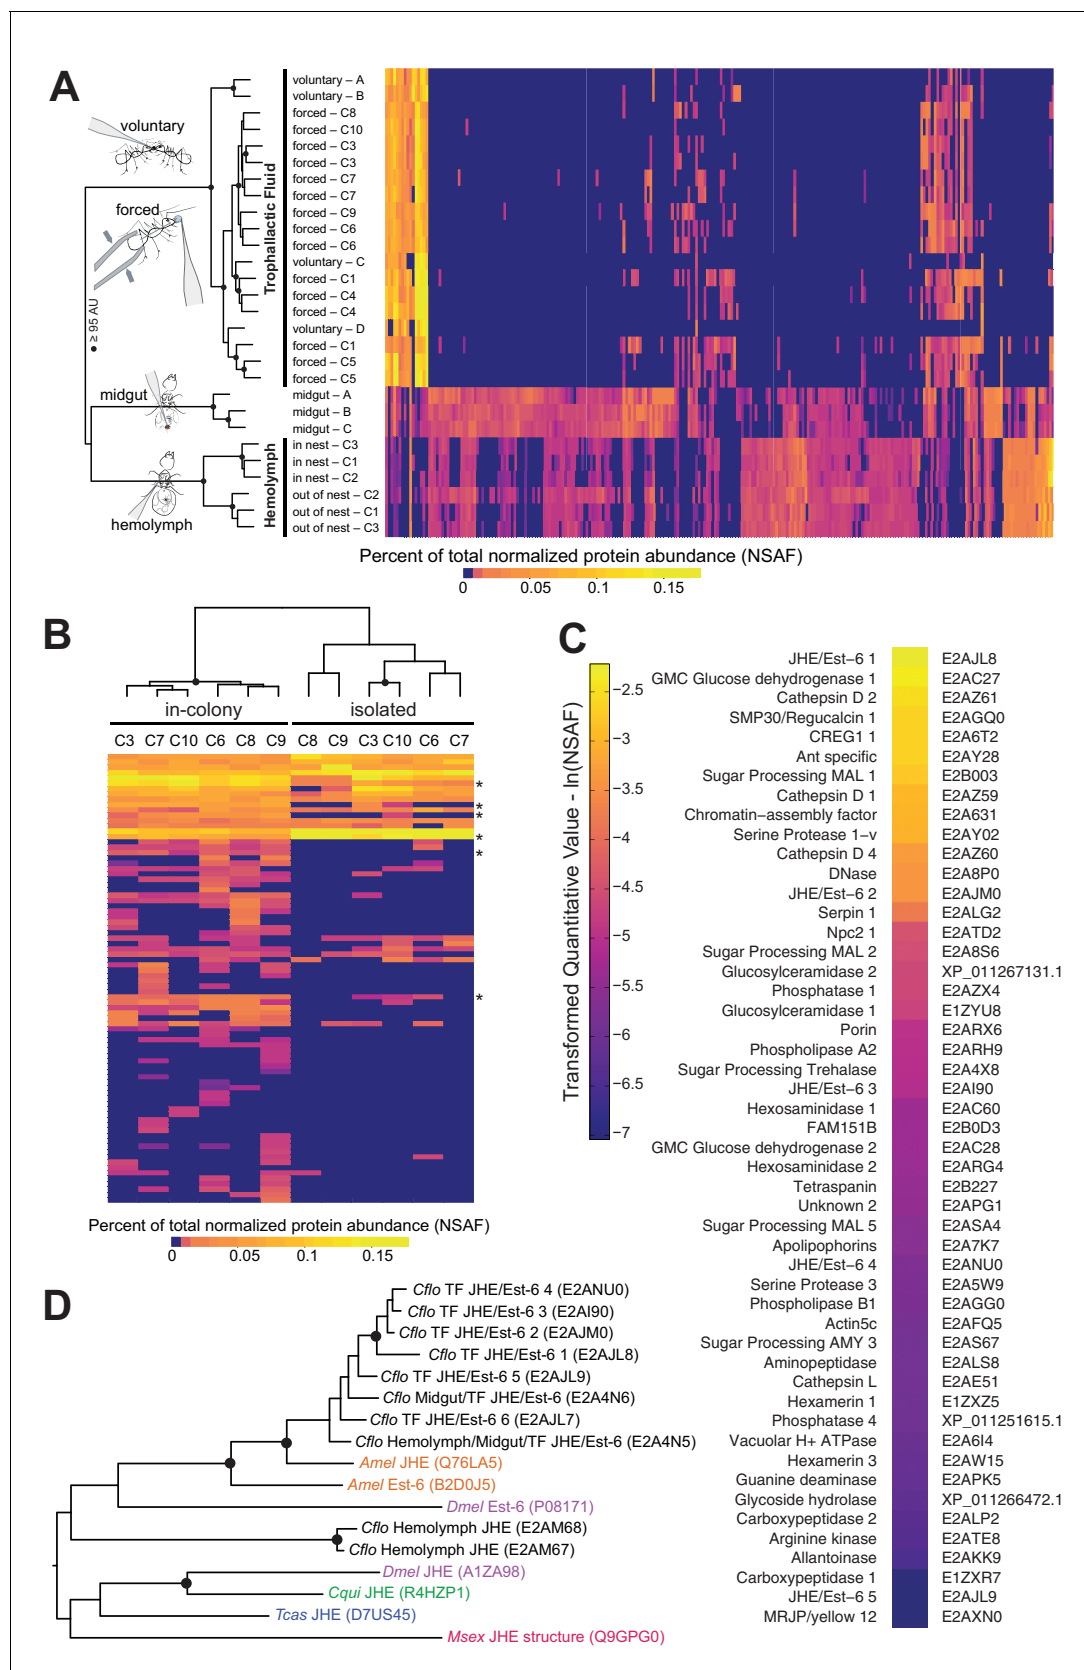 A
voluntary
forced
● ≥ 95 AU
midgut
hemolymph
Trophallactic Fluid
Hemolymph
voluntary – A
voluntary – B
forced – C8
forced – C10
forced – C3
forced – C3
forced – C7
forced – C7
forced – C9
forced – C6
forced – C6
voluntary – C
forced – C1
forced – C4
forced – C4
voluntary – D
forced – C1
forced – C5
forced – C5
midgut – A
midgut – B
midgut – C
in nest – C3
in nest – C1
in nest – C2
out of nest – C2
out of nest – C1
out of nest – C3
Percent of total normalized protein abundance (NSAF)
0 0.05 0.1 0.15
B
in-colony isolated
C3 C7 C10 C6 C8 C9 C8 C9 C3 C10 C6 C7
*
*
*
*
*
*
Percent of total normalized protein abundance (NSAF)
0 0.05 0.1 0.15
C
Transformed Quantitative Value - ln(NSAF)
−2.5
−3
−3.5
−4
−4.5
−5
−5.5
−6
−6.5
−7
JHE/Est−6 1 E2AJL8
GMC Glucose dehydrogenase 1 E2AC27
Cathepsin D 2 E2AZ61
SMP30/Regucalcin 1 E2AGQ0
CREG1 1 E2A6T2
Ant specific E2AY28
Sugar Processing MAL 1 E2B003
Cathepsin D 1 E2AZ59
Chromatin−assembly factor E2A631
Serine Protease 1−v E2AY02
Cathepsin D 4 E2AZ60
DNase E2A8P0
JHE/Est−6 2 E2AJM0
Serpin 1 E2ALG2
Npc2 1 E2ATD2
Sugar Processing MAL 2 E2A8S6
Glucosylceramidase 2 XP_011267131.1
Phosphatase 1 E2AZX4
Glucosylceramidase 1 E1ZYU8
Porin E2ARX6
Phospholipase A2 E2ARH9
Sugar Processing Trehalase E2A4X8
JHE/Est−6 3 E2AI90
Hexosaminidase 1 E2AC60
FAM151B E2B0D3
GMC Glucose dehydrogenase 2 E2AC28
Hexosaminidase 2 E2ARG4
Tetraspanin E2B227
Unknown 2 E2APG1
Sugar Processing MAL 5 E2ASA4
Apolipophorins E2A7K7
JHE/Est−6 4 E2ANU0
Serine Protease 3 E2A5W9
Phospholipase B1 E2AGG0
Actin5c E2AFQ5
Sugar Processing AMY 3 E2AS67
Aminopeptidase E2ALS8
Cathepsin L E2AE51
Hexamerin 1 E1ZXZ5
Phosphatase 4 XP_011251615.1
Vacuolar H+ ATPase E2A6I4
Hexamerin 3 E2AW15
Guanine deaminase E2APK5
Glycoside hydrolase XP_011266472.1
Carboxypeptidase 2 E2ALP2
Arginine kinase E2ATE8
Allantoinase E2AKK9
Carboxypeptidase 1 E1ZXR7
JHE/Est−6 5 E2AJL9
MRJP/yellow 12 E2AXN0
D
Cflo TF JHE/Est-6 4 (E2ANU0)
Cflo TF JHE/Est-6 3 (E2AI90)
Cflo TF JHE/Est-6 2 (E2AJM0)
Cflo TF JHE/Est-6 1 (E2AJL8)
Cflo TF JHE/Est-6 5 (E2AJL9)
Cflo Midgut/TF JHE/Est-6 (E2A4N6)
Cflo TF JHE/Est-6 6 (E2AJL7)
Cflo Hemolymph/Midgut/TF JHE/Est-6 (E2A4N5)
Amel JHE (Q76LA5)
Amel Est-6 (B2D0J5)
Dmel Est-6 (P08171)
Cflo Hemolymph JHE (E2AM68)
Cflo Hemolymph JHE (E2AM67)
Dmel JHE (A1ZA98)
Cqui JHE (R4HZP1)
Tcas JHE (D7US45)
Msex JHE structure (Q9GPG0)